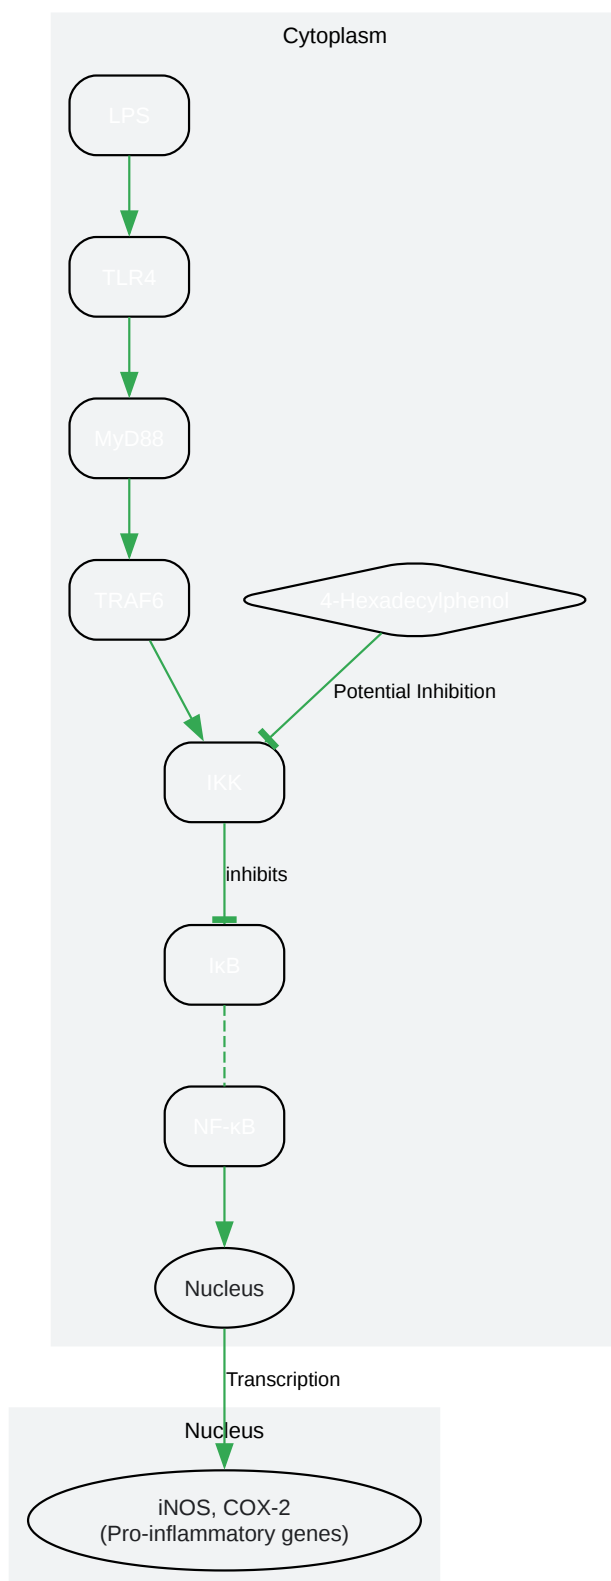 Cytoplasm
LPS
TLR4
MyD88
TRAF6
4-Hexadecylphenol
Potential Inhibition
IKK
inhibits
IκB
NF-κB
Nucleus
Transcription
Nucleus
iNOS, COX-2
(Pro-inflammatory genes)